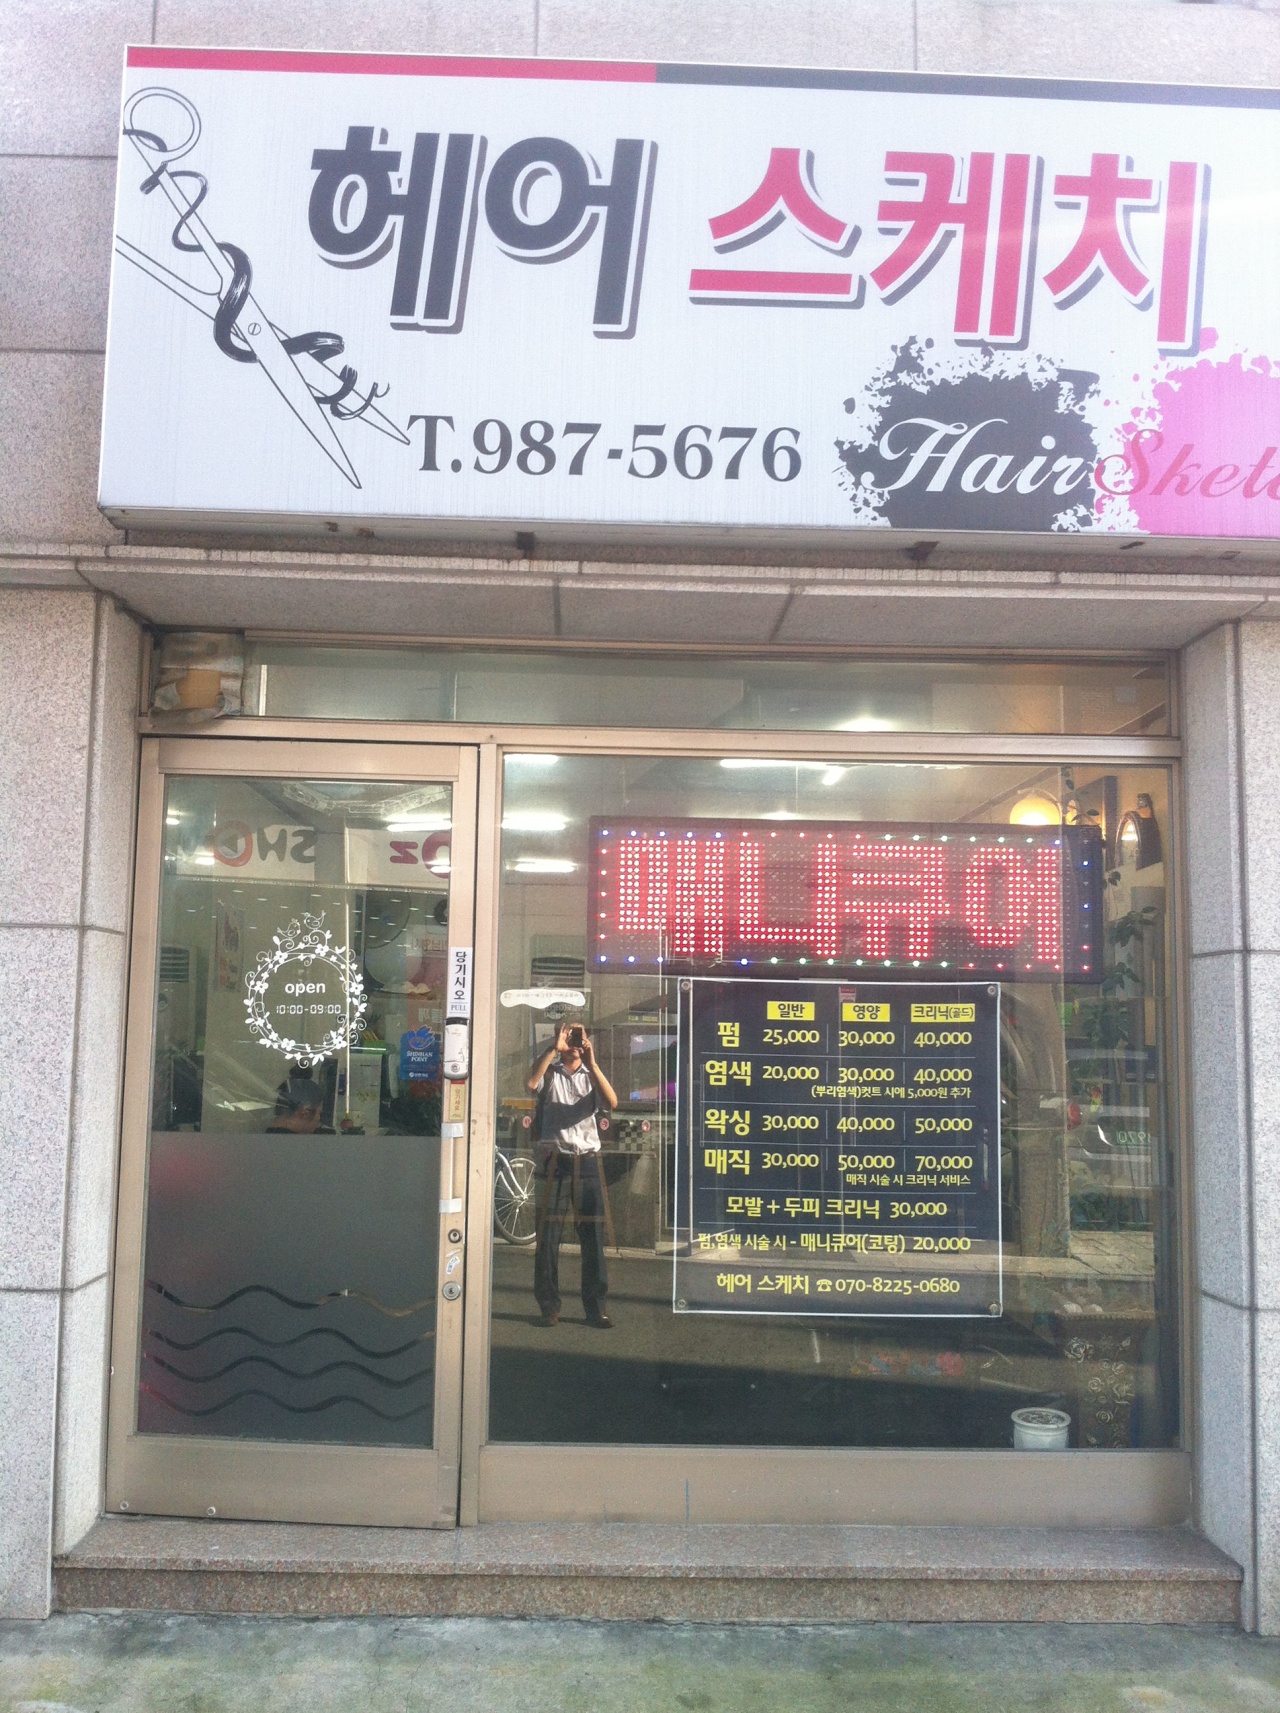 헤어 스케치
T.987-5676
Hair Sketc
매니큐어
open
10:00-09:00
당기시오
PULL
SHINHAN
POINT
일반 영양 크리닉(골드)
펌 25,000 30,000 40,000
염색 20,000 30,000 40,000
(뿌리염색)컷트 시에 5,000원 추가
왁싱 30,000 40,000 50,000
매직 30,000 50,000 70,000
매직 시술 시 크리닉 서비스
모발 + 두피 크리닉 30,000
펌,염색 시술 시 - 매니큐어(코팅) 20,000
헤어 스케치 ☎ 070-8225-0680